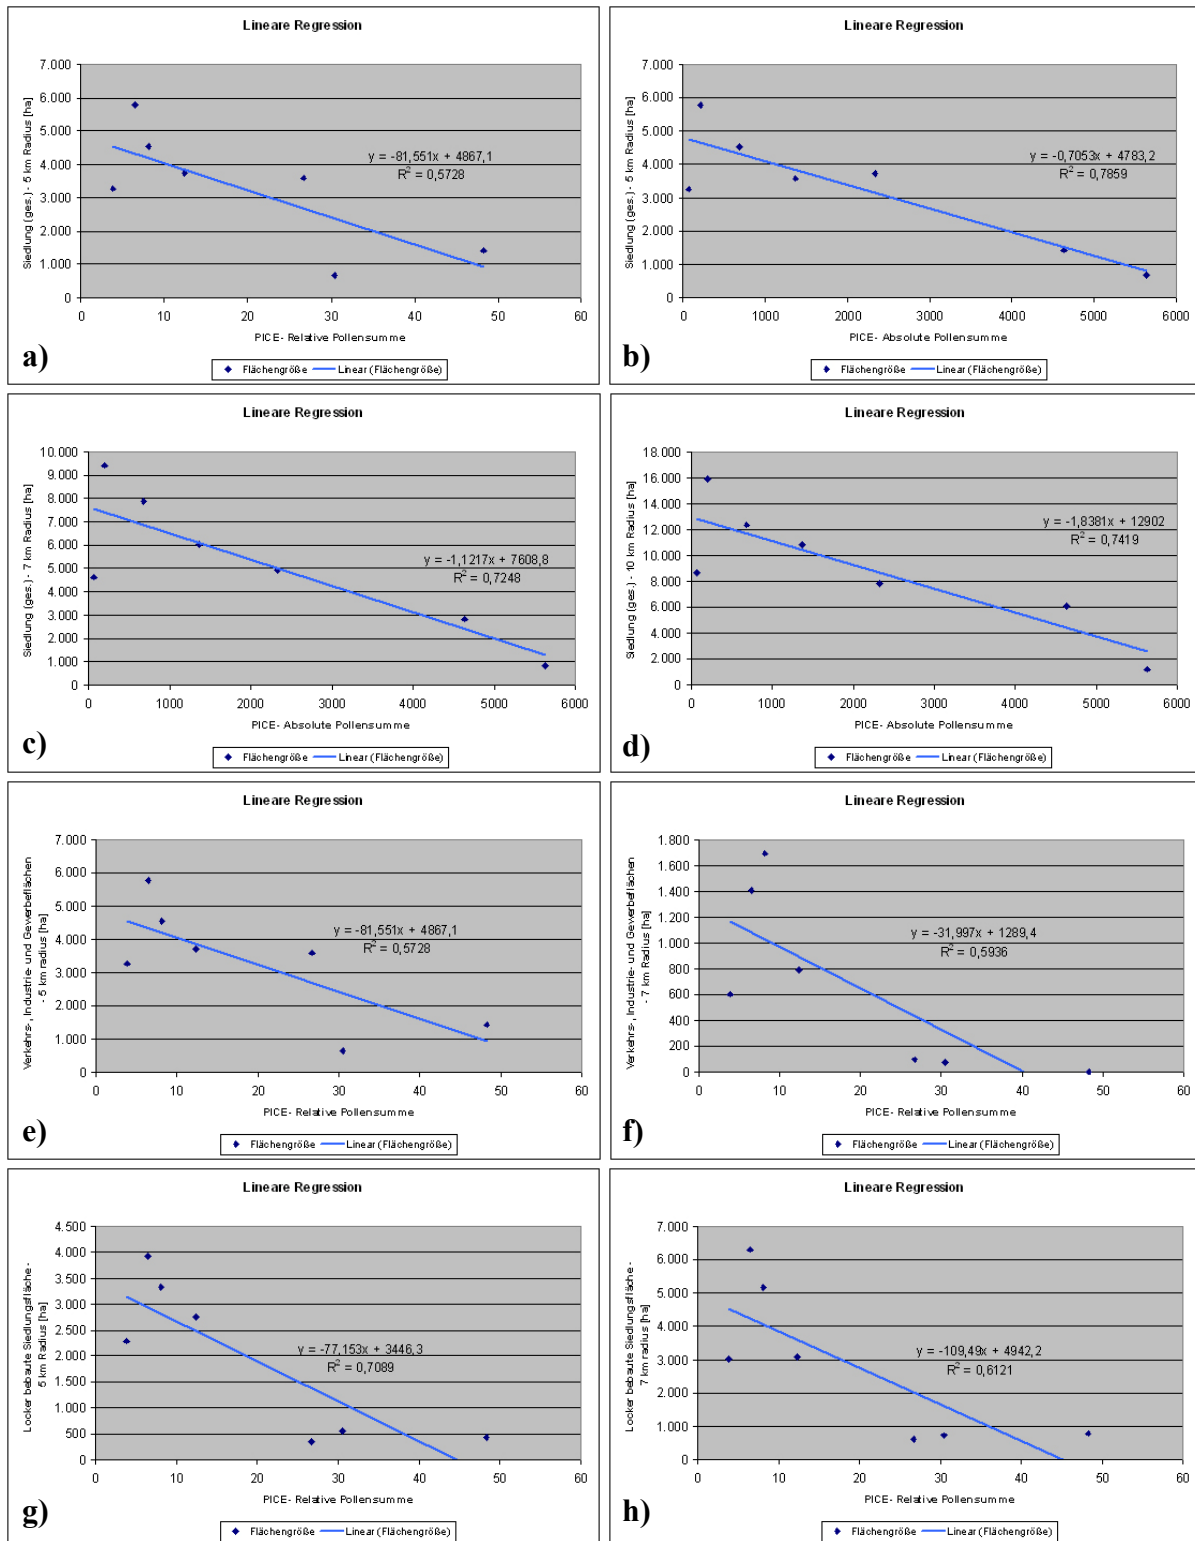 Lineare Regression
Siedlung (ges.) - 5 km Radius [ha]
7.000
6.000
5.000
4.000
3.000
2.000
1.000
0
y = -81,551x + 4867,1
R² = 0,5728
0 10 20 30 40 50 60
PICE- Relative Pollensumme
Flächengröße Linear (Flächengröße)
a)
Lineare Regression
Siedlung (ges.) - 5 km Radius [ha]
7.000
6.000
5.000
4.000
3.000
2.000
1.000
0
y = -0,7053x + 4783,2
R² = 0,7859
0 1000 2000 3000 4000 5000 6000
PICE- Absolute Pollensumme
Flächengröße Linear (Flächengröße)
b)
Lineare Regression
Siedlung (ges.) - 7 km Radius [ha]
10.000
9.000
8.000
7.000
6.000
5.000
4.000
3.000
2.000
1.000
0
y = -1,1217x + 7608,8
R² = 0,7248
0 1000 2000 3000 4000 5000 6000
PICE- Absolute Pollensumme
Flächengröße Linear (Flächengröße)
c)
Lineare Regression
Siedlung (ges.) - 10 km Radius [ha]
18.000
16.000
14.000
12.000
10.000
8.000
6.000
4.000
2.000
0
y = -1,8381x + 12902
R² = 0,7419
0 1000 2000 3000 4000 5000 6000
PICE- Absolute Pollensumme
Flächengröße Linear (Flächengröße)
d)
Lineare Regression
Verkehrs-, Industrie- und Gewerbeflächen
- 5 km radius [ha]
7.000
6.000
5.000
4.000
3.000
2.000
1.000
0
y = -81,551x + 4867,1
R² = 0,5728
0 10 20 30 40 50 60
PICE- Relative Pollensumme
Flächengröße Linear (Flächengröße)
e)
Lineare Regression
Verkehrs-, Industrie- und Gewerbeflächen
- 7 km Radius [ha]
1.800
1.600
1.400
1.200
1.000
800
600
400
200
0
y = -31,997x + 1289,4
R² = 0,5936
0 10 20 30 40 50 60
PICE- Relative Pollensumme
Flächengröße Linear (Flächengröße)
f)
Lineare Regression
Locker bebaute Siedlungsfläche -
5 km Radius [ha]
4.500
4.000
3.500
3.000
2.500
2.000
1.500
1.000
500
0
y = -77,153x + 3446,3
R² = 0,7089
0 10 20 30 40 50 60
PICE- Relative Pollensumme
Flächengröße Linear (Flächengröße)
g)
Lineare Regression
Locker bebaute Siedlungsfläche -
7 km radius [ha]
7.000
6.000
5.000
4.000
3.000
2.000
1.000
0
y = -109,49x + 4942,2
R² = 0,6121
0 10 20 30 40 50 60
PICE- Relative Pollensumme
Flächengröße Linear (Flächengröße)
h)